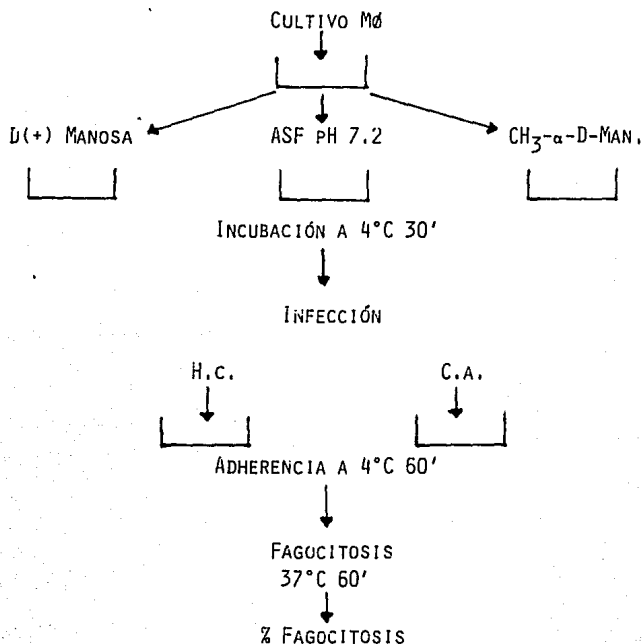 CULTIVO MØ
D(+) MANOSA ASF PH 7.2 CH3-α-D-MAN.
INCUBACIÓN A 4°C 30'
INFECCIÓN
H.C. C.A.
ADHERENCIA A 4°C 60'
FAGOCITOSIS
37°C 60'
% FAGOCITOSIS